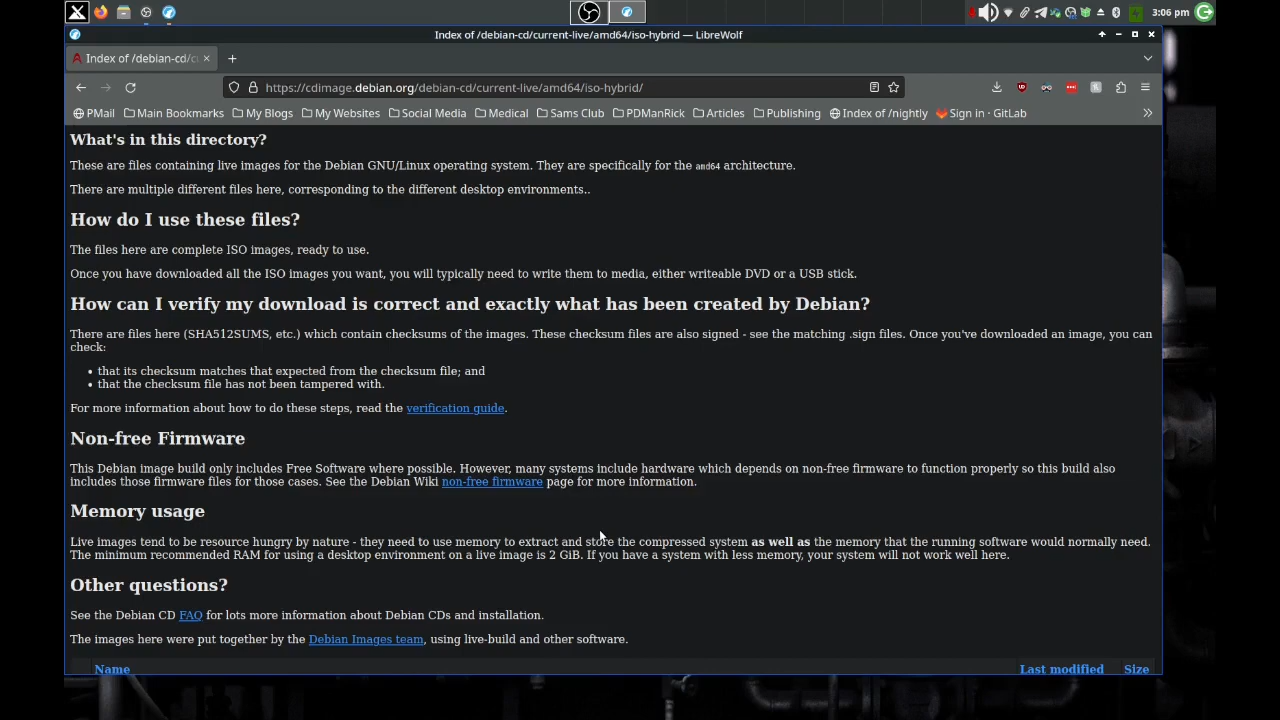 3:06 pm
Index of /debian-cd/current-live/amd64/iso-hybrid — LibreWolf
Index of /debian-cd/cu
https://cdimage.debian.org/debian-cd/current-live/amd64/iso-hybrid/
PMail Main Bookmarks My Blogs My Websites Social Media Medical Sams Club PDManRick Articles Publishing Index of /nightly Sign in · GitLab
What's in this directory?
These are files containing live images for the Debian GNU/Linux operating system. They are specifically for the amd64 architecture.
There are multiple different files here, corresponding to the different desktop environments..
How do I use these files?
The files here are complete ISO images, ready to use.
Once you have downloaded all the ISO images you want, you will typically need to write them to media, either writeable DVD or a USB stick.
How can I verify my download is correct and exactly what has been created by Debian?
There are files here (SHA512SUMS, etc.) which contain checksums of the images. These checksum files are also signed - see the matching .sign files. Once you've downloaded an image, you can
check:
• that its checksum matches that expected from the checksum file; and
• that the checksum file has not been tampered with.
For more information about how to do these steps, read the verification guide.
Non-free Firmware
This Debian image build only includes Free Software where possible. However, many systems include hardware which depends on non-free firmware to function properly so this build also
includes those firmware files for those cases. See the Debian Wiki non-free firmware page for more information.
Memory usage
Live images tend to be resource hungry by nature - they need to use memory to extract and store the compressed system as well as the memory that the running software would normally need.
The minimum recommended RAM for using a desktop environment on a live image is 2 GiB. If you have a system with less memory, your system will not work well here.
Other questions?
See the Debian CD FAQ for lots more information about Debian CDs and installation.
The images here were put together by the Debian Images team, using live-build and other software.
Name Last modified Size